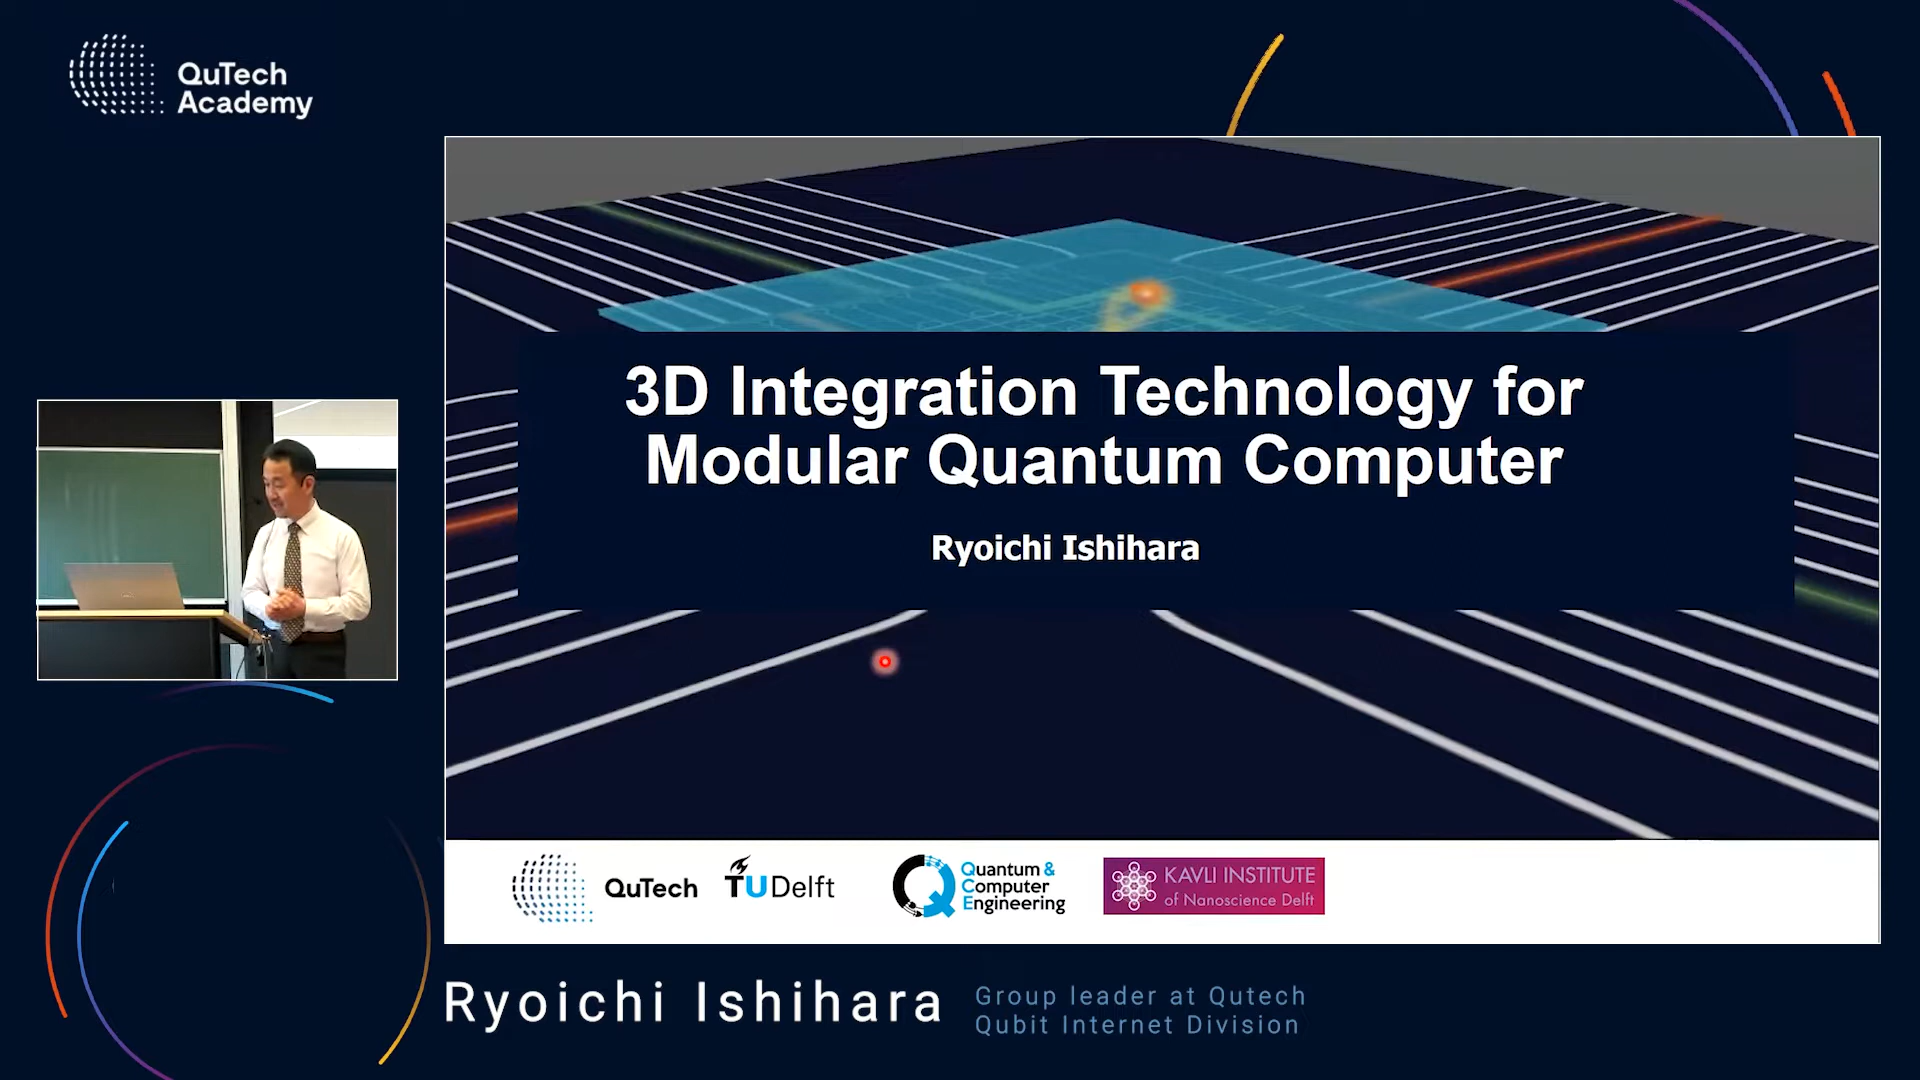 QuTech
Academy
3D Integration Technology for
Modular Quantum Computer
Ryoichi Ishihara
QuTech
TUDelft
Quantum &
Computer
Engineering
KAVLI INSTITUTE
of Nanoscience Delft
Ryoichi Ishihara
Group leader at Qutech
Qubit Internet Division